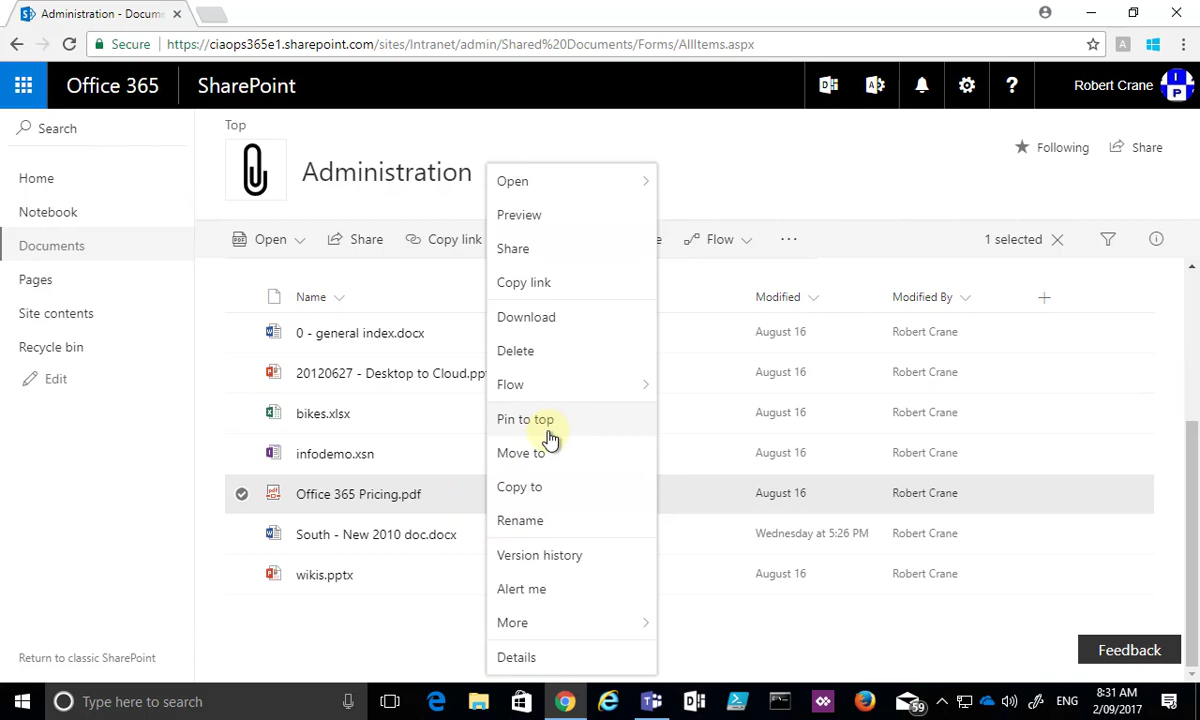 Administration - Docume
Secure
https://ciaops365e1.sharepoint.com/sites/Intranet/admin/Shared%20Documents/Forms/AllItems.aspx
Office 365
SharePoint
Robert Crane
Search
Home
Notebook
Documents
Pages
Site contents
Recycle bin
Edit
Return to classic SharePoint
Top
Administration
Following
Share
Open
Share
Copy link
Flow
1 selected
Name
Modified
Modified By
0 - general index.docx August 16 Robert Crane
20120627 - Desktop to Cloud.ppt August 16 Robert Crane
bikes.xlsx August 16 Robert Crane
infodemo.xsn August 16 Robert Crane
Office 365 Pricing.pdf August 16 Robert Crane
South - New 2010 doc.docx Wednesday at 5:26 PM Robert Crane
wikis.pptx August 16 Robert Crane
Open
Preview
Share
Copy link
Download
Delete
Flow
Pin to top
Move to
Copy to
Rename
Version history
Alert me
More
Details
Feedback
Type here to search
59
ENG
8:31 AM
2/09/2017